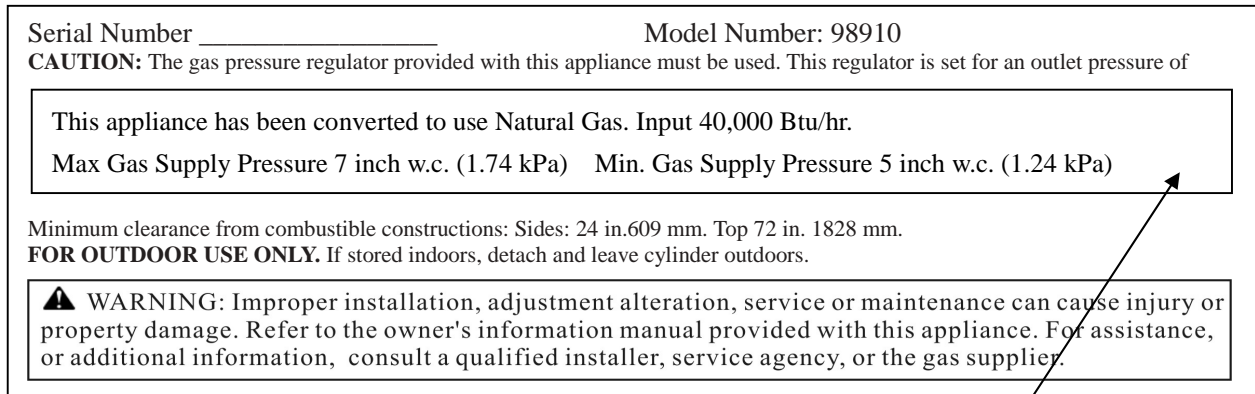 Serial Number _________________ Model Number: 98910
CAUTION: The gas pressure regulator provided with this appliance must be used. This regulator is set for an outlet pressure of
This appliance has been converted to use Natural Gas. Input 40,000 Btu/hr.
Max Gas Supply Pressure 7 inch w.c. (1.74 kPa) Min. Gas Supply Pressure 5 inch w.c. (1.24 kPa)
Minimum clearance from combustible constructions: Sides: 24 in.609 mm. Top 72 in. 1828 mm.
FOR OUTDOOR USE ONLY. If stored indoors, detach and leave cylinder outdoors.
WARNING: Improper installation, adjustment alteration, service or maintenance can cause injury or
property damage. Refer to the owner's information manual provided with this appliance. For assistance,
or additional information, consult a qualified installer, service agency, or the gas supplier.